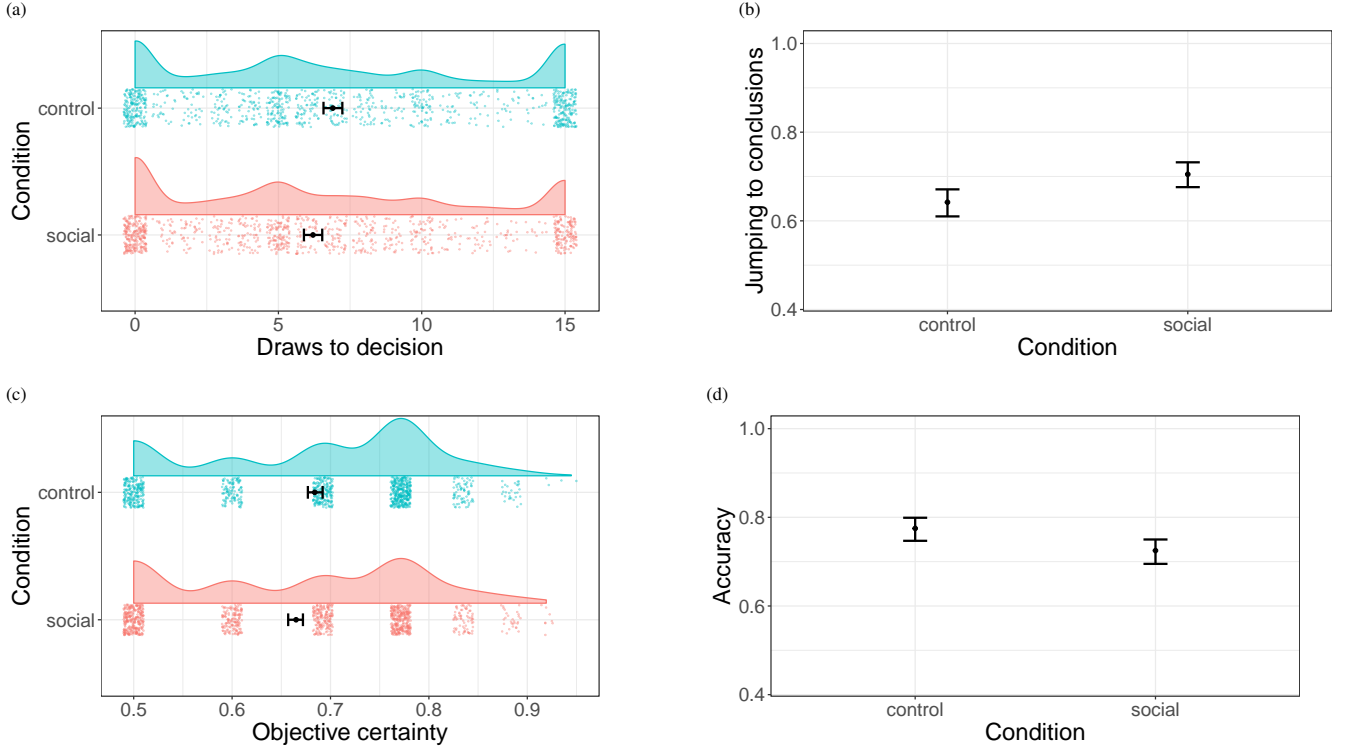 (a)
Condition
control
social
0 5 10 15
Draws to decision
(b)
Jumping to conclusions
1.0
0.8
0.6
0.4
control social
Condition
(c)
Condition
control
social
0.5 0.6 0.7 0.8 0.9
Objective certainty
(d)
Accuracy
1.0
0.8
0.6
0.4
control social
Condition